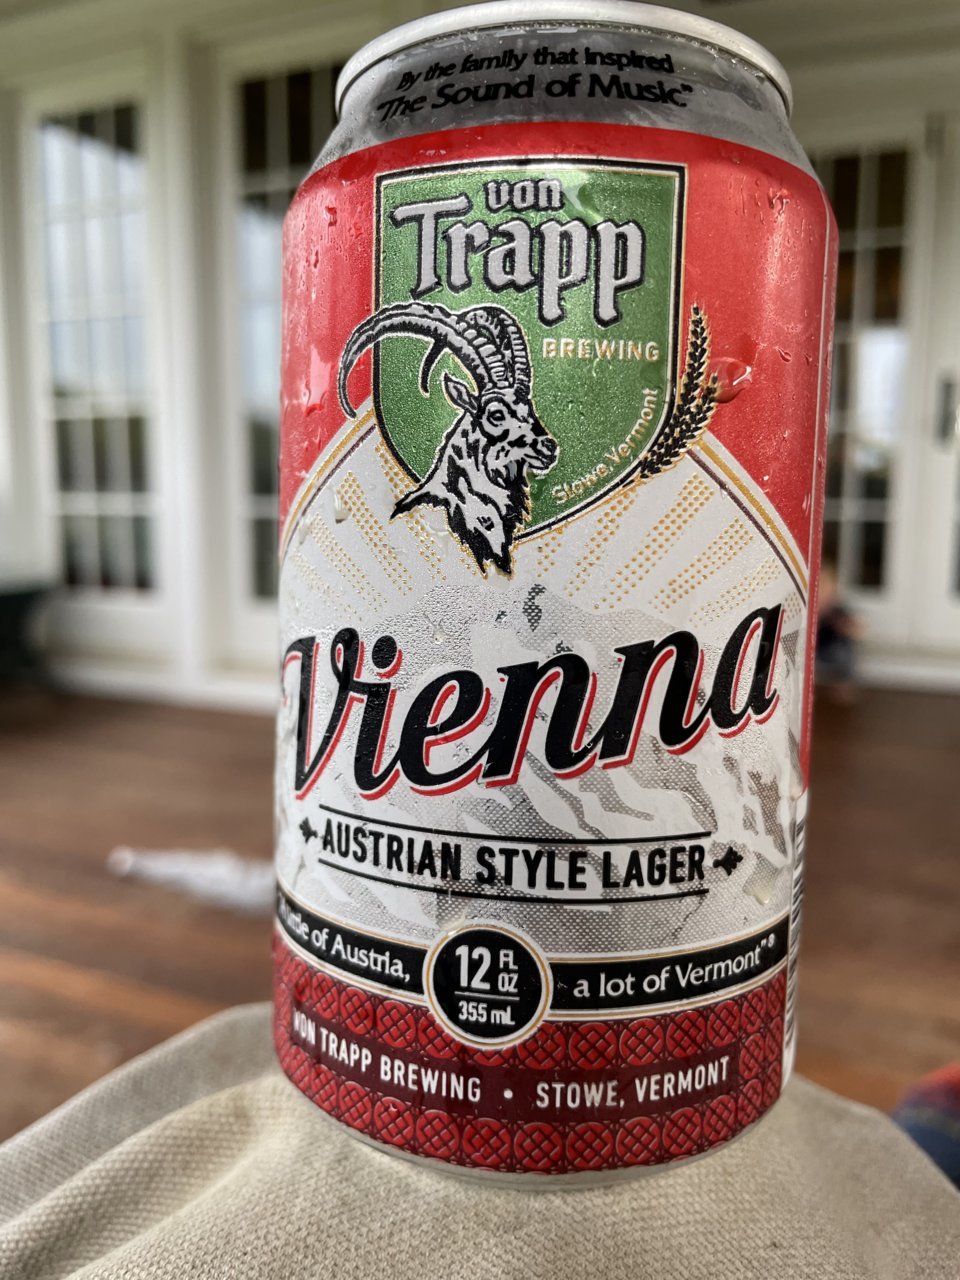 By the family that inspired
"The Sound of Music"
von
Trapp
BREWING
Stowe, Vermont
Vienna
AUSTRIAN STYLE LAGER
little of Austria,
12 FL OZ
355 mL
a lot of Vermont"®
VON TRAPP BREWING • STOWE, VERMONT